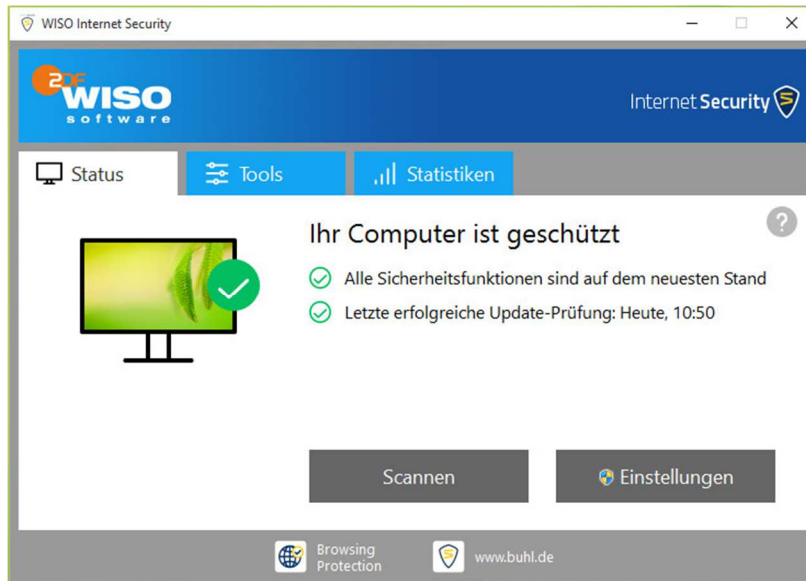 WISO Internet Security
2DF
WISO
software
Internet Security
Status
Tools
Statistiken
Ihr Computer ist geschützt
?
Alle Sicherheitsfunktionen sind auf dem neuesten Stand
Letzte erfolgreiche Update-Prüfung: Heute, 10:50
Scannen
Einstellungen
Browsing
Protection
www.buhl.de